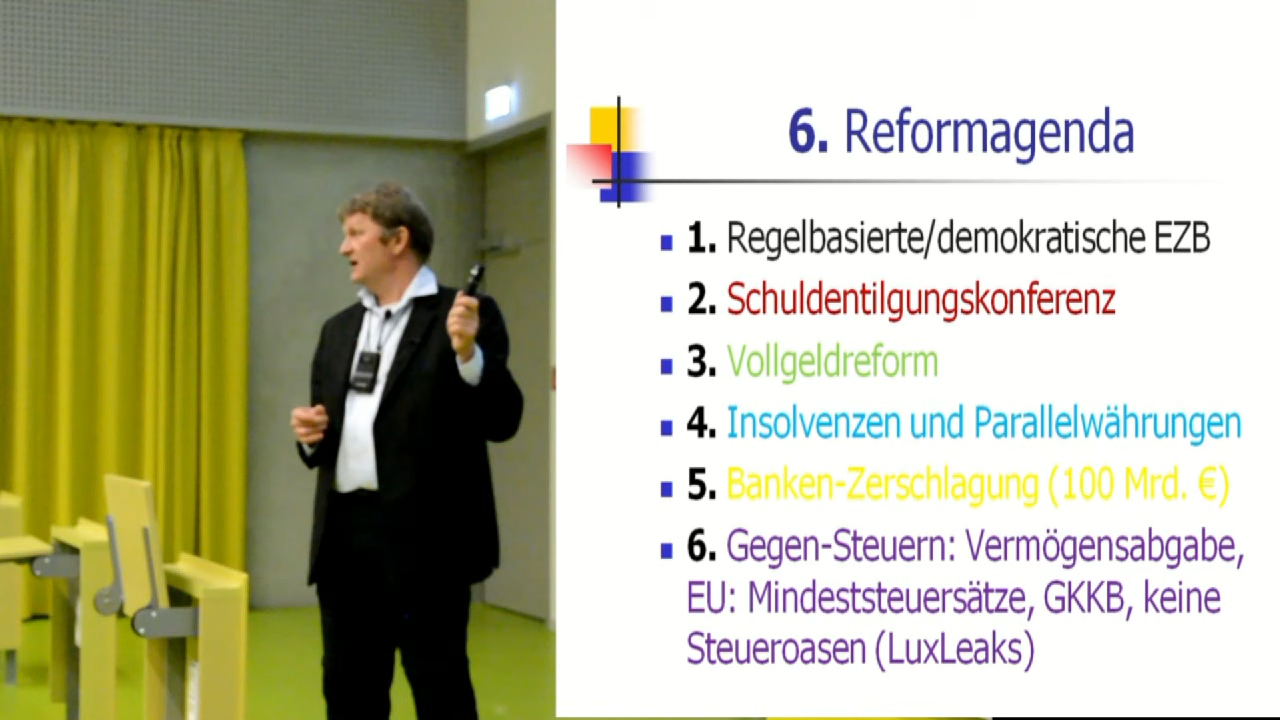 6. Reformagenda
1. Regelbasierte/demokratische EZB
2. Schuldentilgungskonferenz
3. Vollgeldreform
4. Insolvenzen und Parallelwährungen
5. Banken-Zerschlagung (100 Mrd. €)
6. Gegen-Steuern: Vermögensabgabe,
EU: Mindeststeuersätze, GKKB, keine
Steueroasen (LuxLeaks)